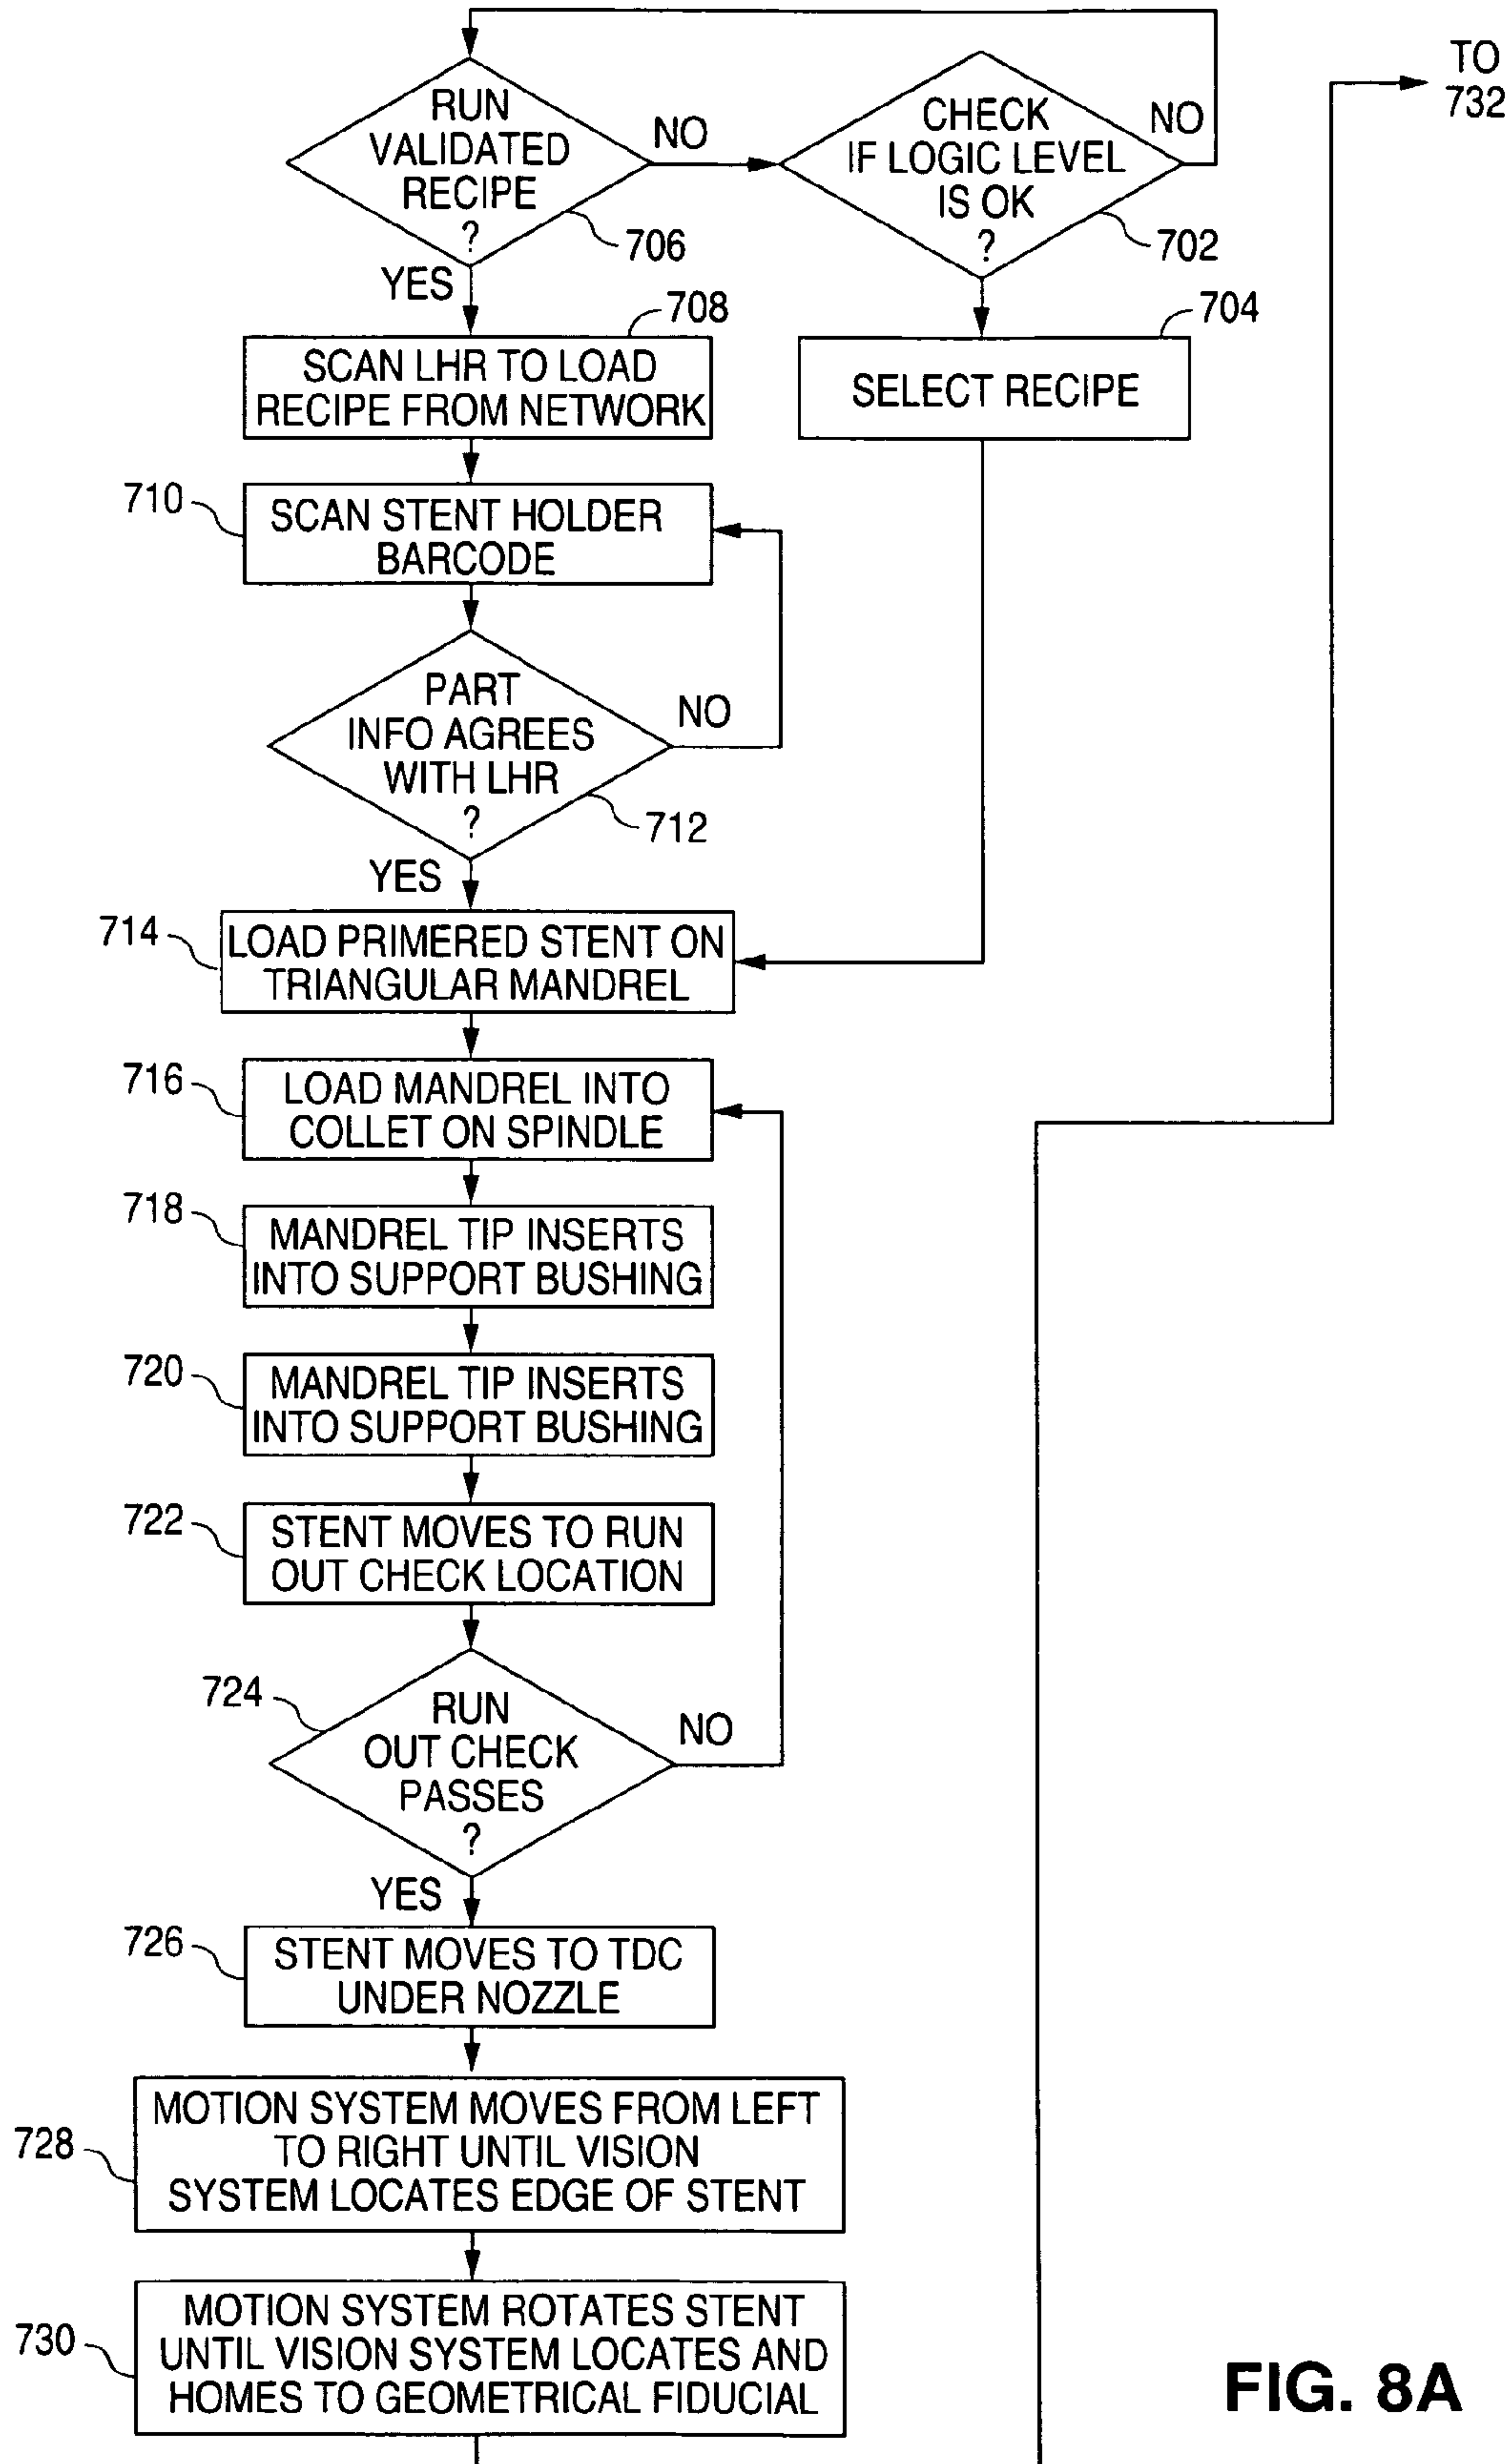 TO
732
RUN
VALIDATED
RECIPE
?
NO
706
YES
CHECK
IF LOGIC LEVEL
IS OK
?
NO
702
708
SCAN LHR TO LOAD
RECIPE FROM NETWORK
704
SELECT RECIPE
710
SCAN STENT HOLDER
BARCODE
PART
INFO AGREES
WITH LHR
?
NO
712
YES
714
LOAD PRIMERED STENT ON
TRIANGULAR MANDREL
716
LOAD MANDREL INTO
COLLET ON SPINDLE
718
MANDREL TIP INSERTS
INTO SUPPORT BUSHING
720
MANDREL TIP INSERTS
INTO SUPPORT BUSHING
722
STENT MOVES TO RUN
OUT CHECK LOCATION
724
RUN
OUT CHECK
PASSES
?
NO
YES
726
STENT MOVES TO TDC
UNDER NOZZLE
728
MOTION SYSTEM MOVES FROM LEFT
TO RIGHT UNTIL VISION
SYSTEM LOCATES EDGE OF STENT
730
MOTION SYSTEM ROTATES STENT
UNTIL VISION SYSTEM LOCATES AND
HOMES TO GEOMETRICAL FIDUCIAL
FIG. 8A